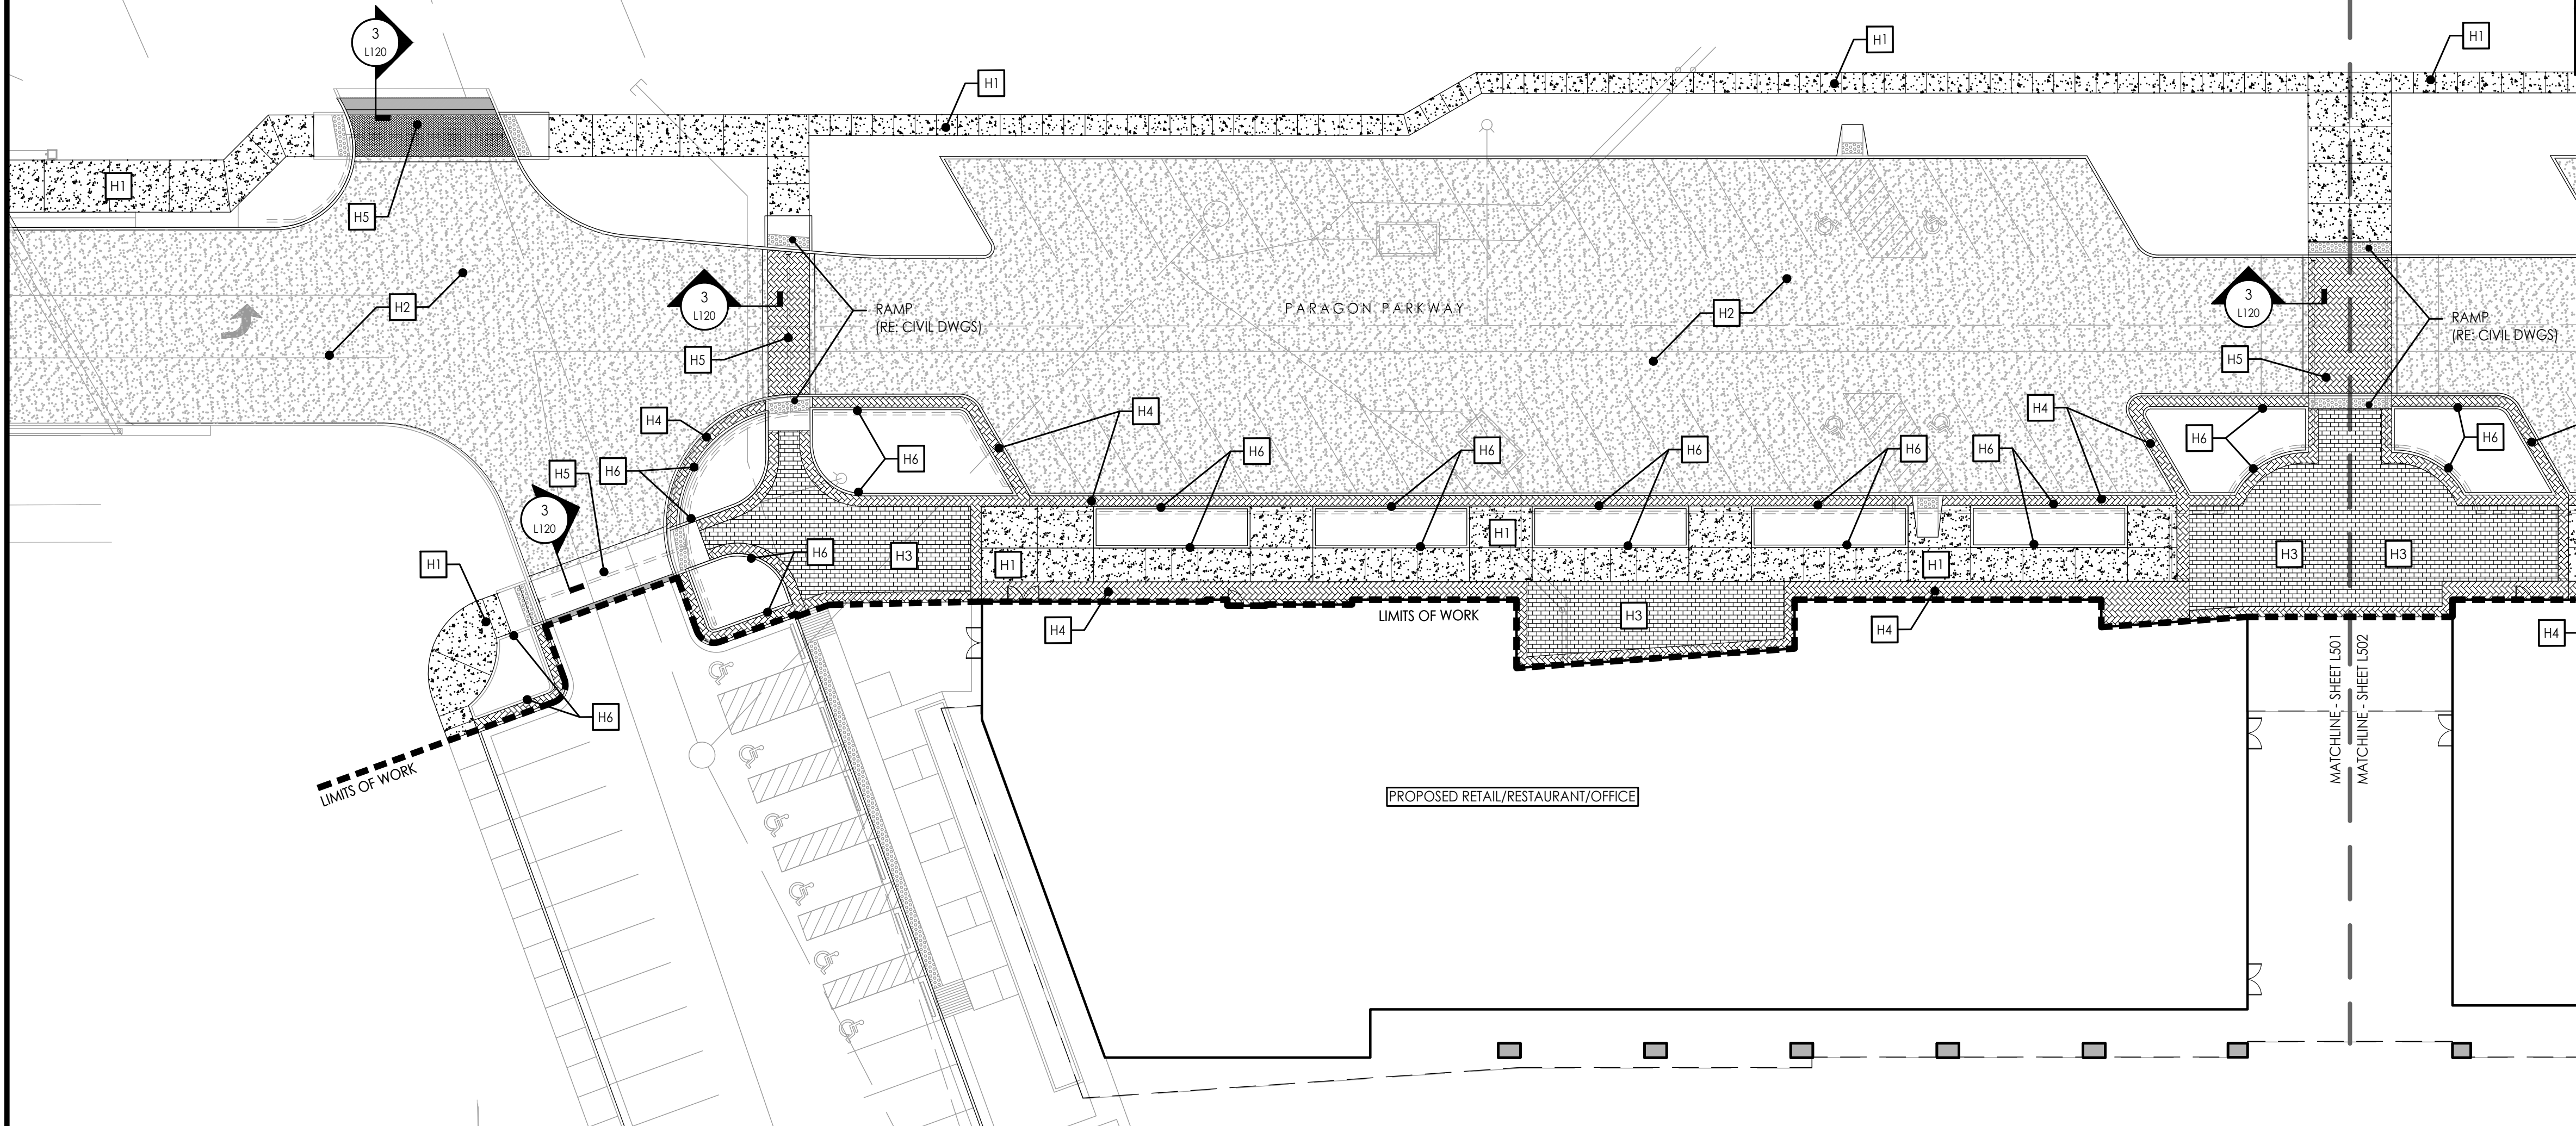 3
L120
H1
H1
H1
H1
H5
H2
3
L120
H5
RAMP
(RE: CIVIL DWGS)
PARAGON PARKWAY
H2
3
L120
H5
RAMP
(RE: CIVIL DWGS)
H4
H4
H4
H6
H5
H6
H6
H6
H6
H6
H6
H6
H6
3
L120
H1
H6
H3
H1
H1
H1
H3
H3
H4
LIMITS OF WORK
H3
H4
H4
H6
LIMITS OF WORK
MATCHLINE - SHEET L501
MATCHLINE - SHEET L502
PROPOSED RETAIL/RESTAURANT/OFFICE